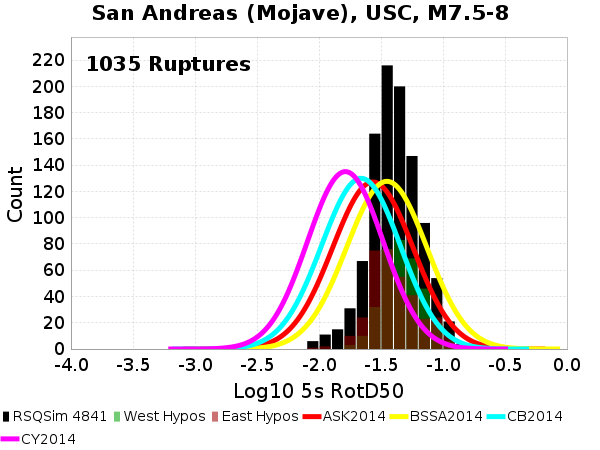 San Andreas (Mojave), USC, M7.5-8
1035 Ruptures
Count
220
200
180
160
140
120
100
80
60
40
20
0
-4.0 -3.5 -3.0 -2.5 -2.0 -1.5 -1.0 -0.5 0.0
Log10 5s RotD50
RSQSim 4841 West Hypos East Hypos ASK2014 BSSA2014 CB2014
CY2014